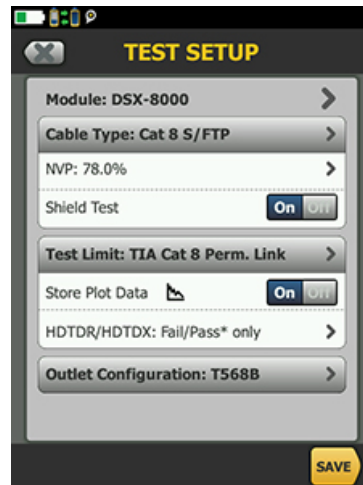 TEST SETUP
Module: DSX-8000
Cable Type: Cat 8 S/FTP
NVP: 78.0%
Shield Test On Off
Test Limit: TIA Cat 8 Perm. Link
Store Plot Data On Off
HDTDR/HDTDX: Fail/Pass* only
Outlet Configuration: T568B
SAVE